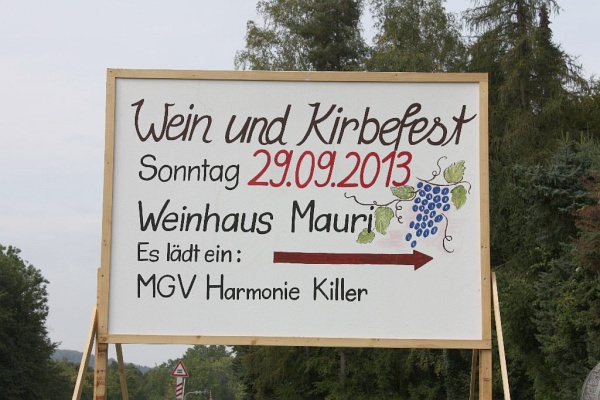 Wein und Kirbefest
Sonntag 29.09.2013
Weinhaus Mauri
Es lädt ein:
MGV Harmonie Killer